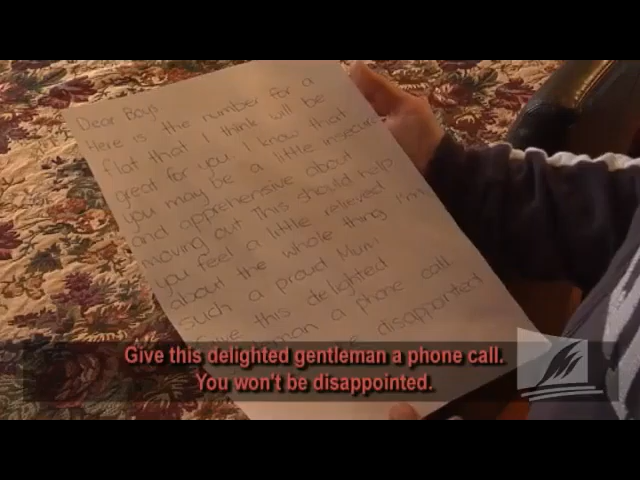 Dear Boys,
Here is the number for a
flat that I think will be
great for you. I know that
you may be a little insecure
and apprehensive about
moving out This should help
you feel a little relieved
about the whole thing I'm
such a proud Mum!
Give this delighted
a phone call
disappointed
Give this delighted gentleman a phone call.
You won't be disappointed.